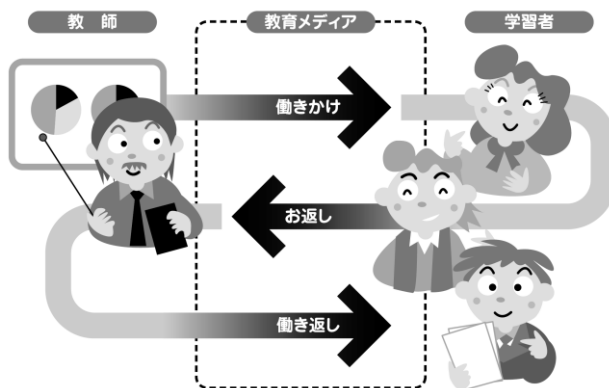 教 師
教育メディア
学習者
働きかけ
お返し
働き返し